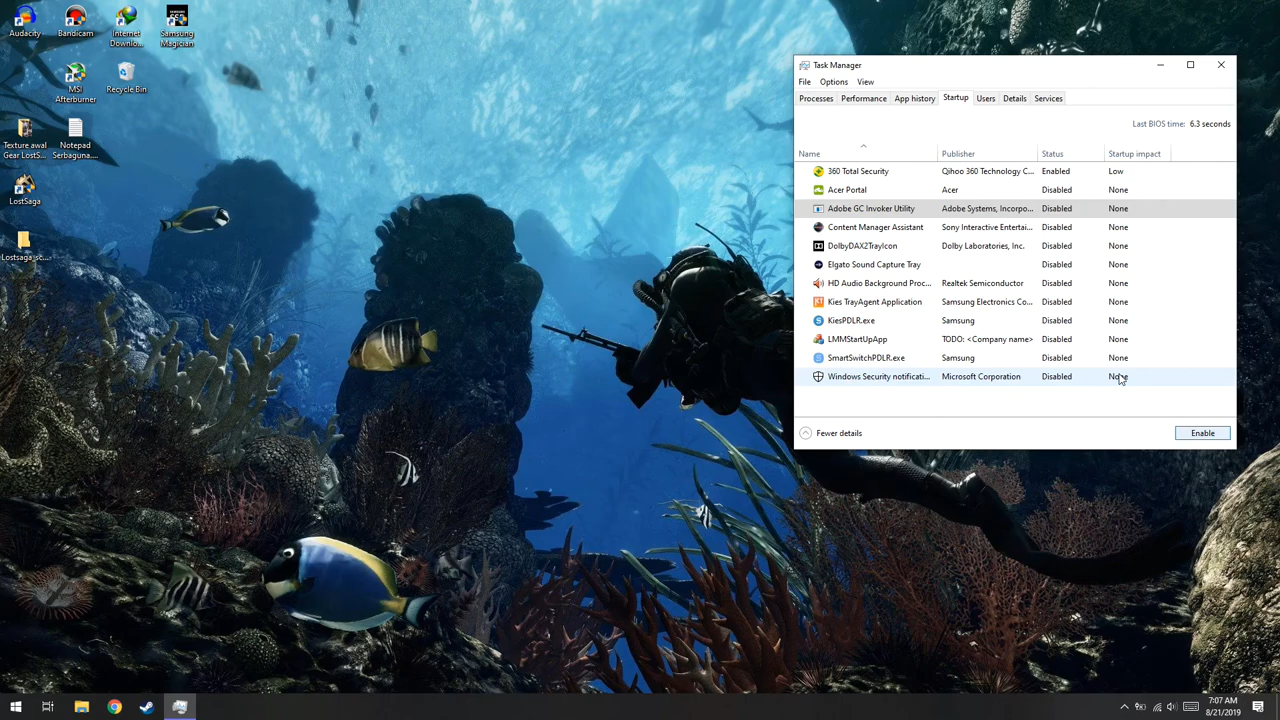 Audacity
Bandicam
Internet
Downlo...
Samsung
Magician
MSI
Afterburner
Recycle Bin
Texture awal
Gear LostS...
Notepad
Serbaguna....
LostSaga
Lostsaga_sc...
Task Manager
File Options View
Processes Performance App history Startup Users Details Services
Last BIOS time: 6.3 seconds
Name Publisher Status Startup impact
360 Total Security Qihoo 360 Technology C... Enabled Low
Acer Portal Acer Disabled None
Adobe GC Invoker Utility Adobe Systems, Incorpo... Disabled None
Content Manager Assistant Sony Interactive Entertai... Disabled None
DolbyDAX2TrayIcon Dolby Laboratories, Inc. Disabled None
Elgato Sound Capture Tray Disabled None
HD Audio Background Proc... Realtek Semiconductor Disabled None
Kies TrayAgent Application Samsung Electronics Co... Disabled None
KiesPDLR.exe Samsung Disabled None
LMMStartUpApp TODO: <Company name> Disabled None
SmartSwitchPDLR.exe Samsung Disabled None
Windows Security notificati... Microsoft Corporation Disabled None
Fewer details Enable
7:07 AM
8/21/2019